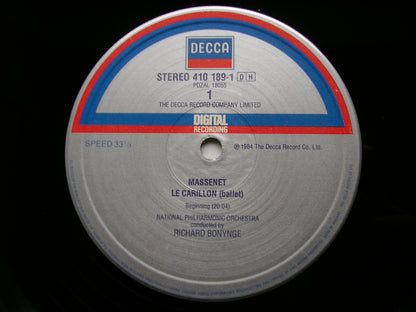 DECCA
STEREO 410 189-1 DH
PDZAL 18055
1
THE DECCA RECORD COMPANY LIMITED
DIGITAL
RECORDING
SPEED 33⅓
℗ 1984 The Decca Record Co. Ltd.
MASSENET
LE CARILLON (ballet)
Beginning (20'04)
NATIONAL PHILHARMONIC ORCHESTRA
conducted by
RICHARD BONYNGE